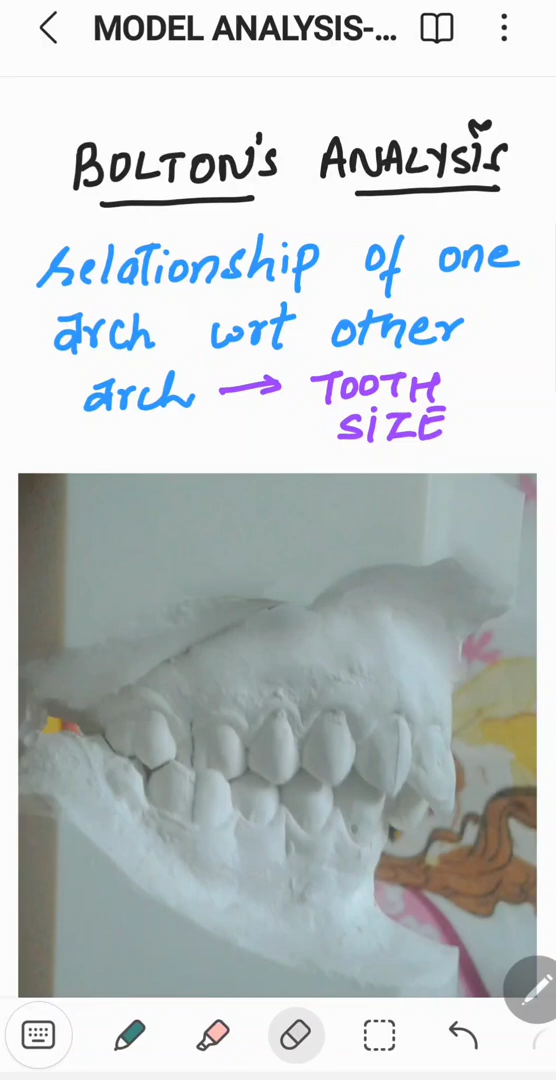 MODEL ANALYSIS-...
BOLTON'S ANALYSIS
relationship of one
arch wrt other
arch → TOOTH
SIZE